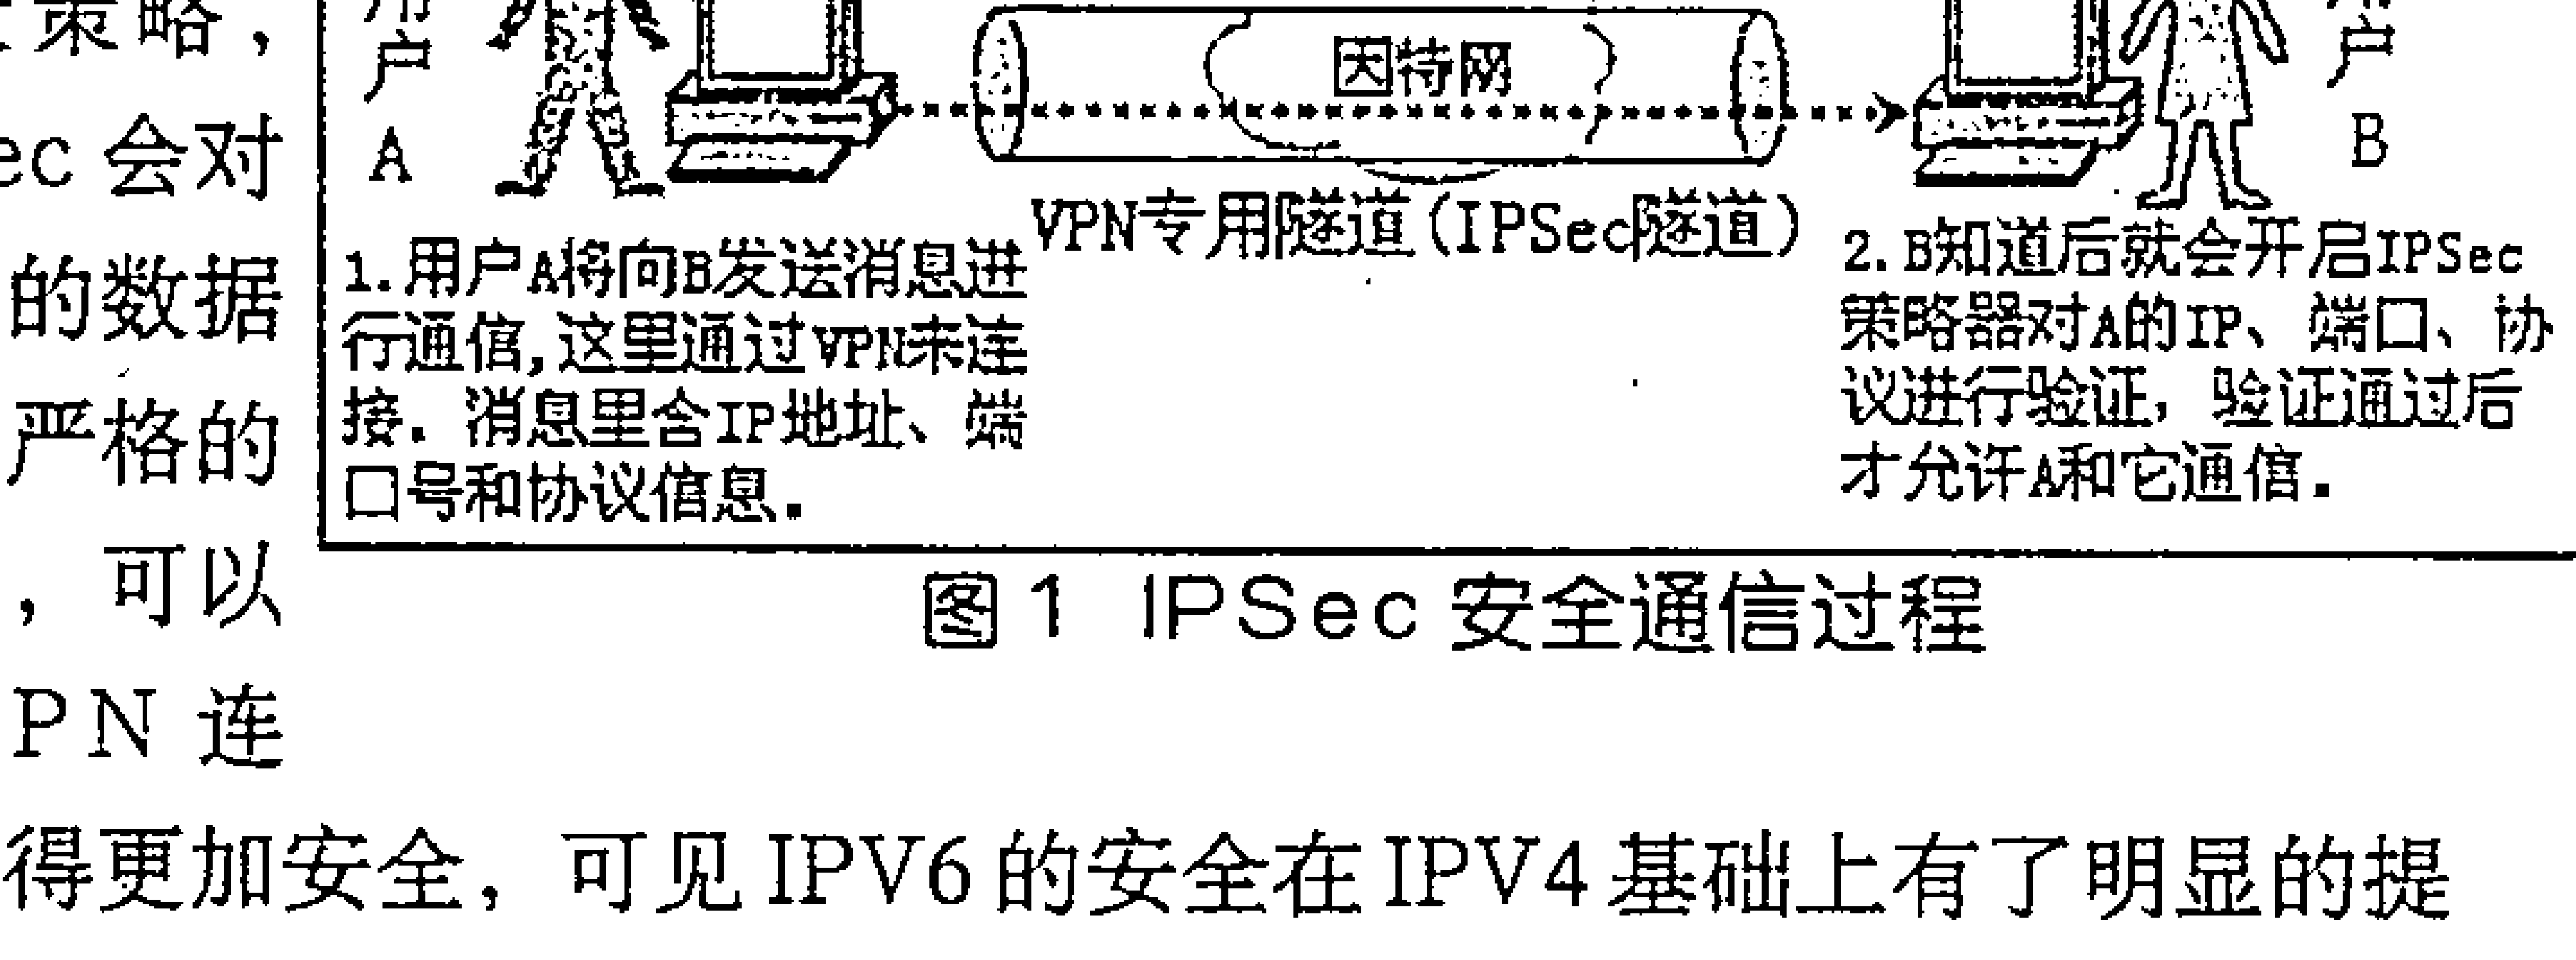 策略，
ec 会对
的数据
严格的
，可以
PN 连
得更加安全，可见 IPV6 的安全在 IPV4 基础上有了明显的提
用户A
因特网
用户B
VPN专用隧道(IPSec隧道)
1.用户A将向B发送消息进
行通信,这里通过VPN来连
接．消息里含IP地址、端
口号和协议信息．
2.B知道后就会开启IPSec
策略器对A的IP、端口、协
议进行验证，验证通过后
才允许A和它通信．
图1 IPSec 安全通信过程